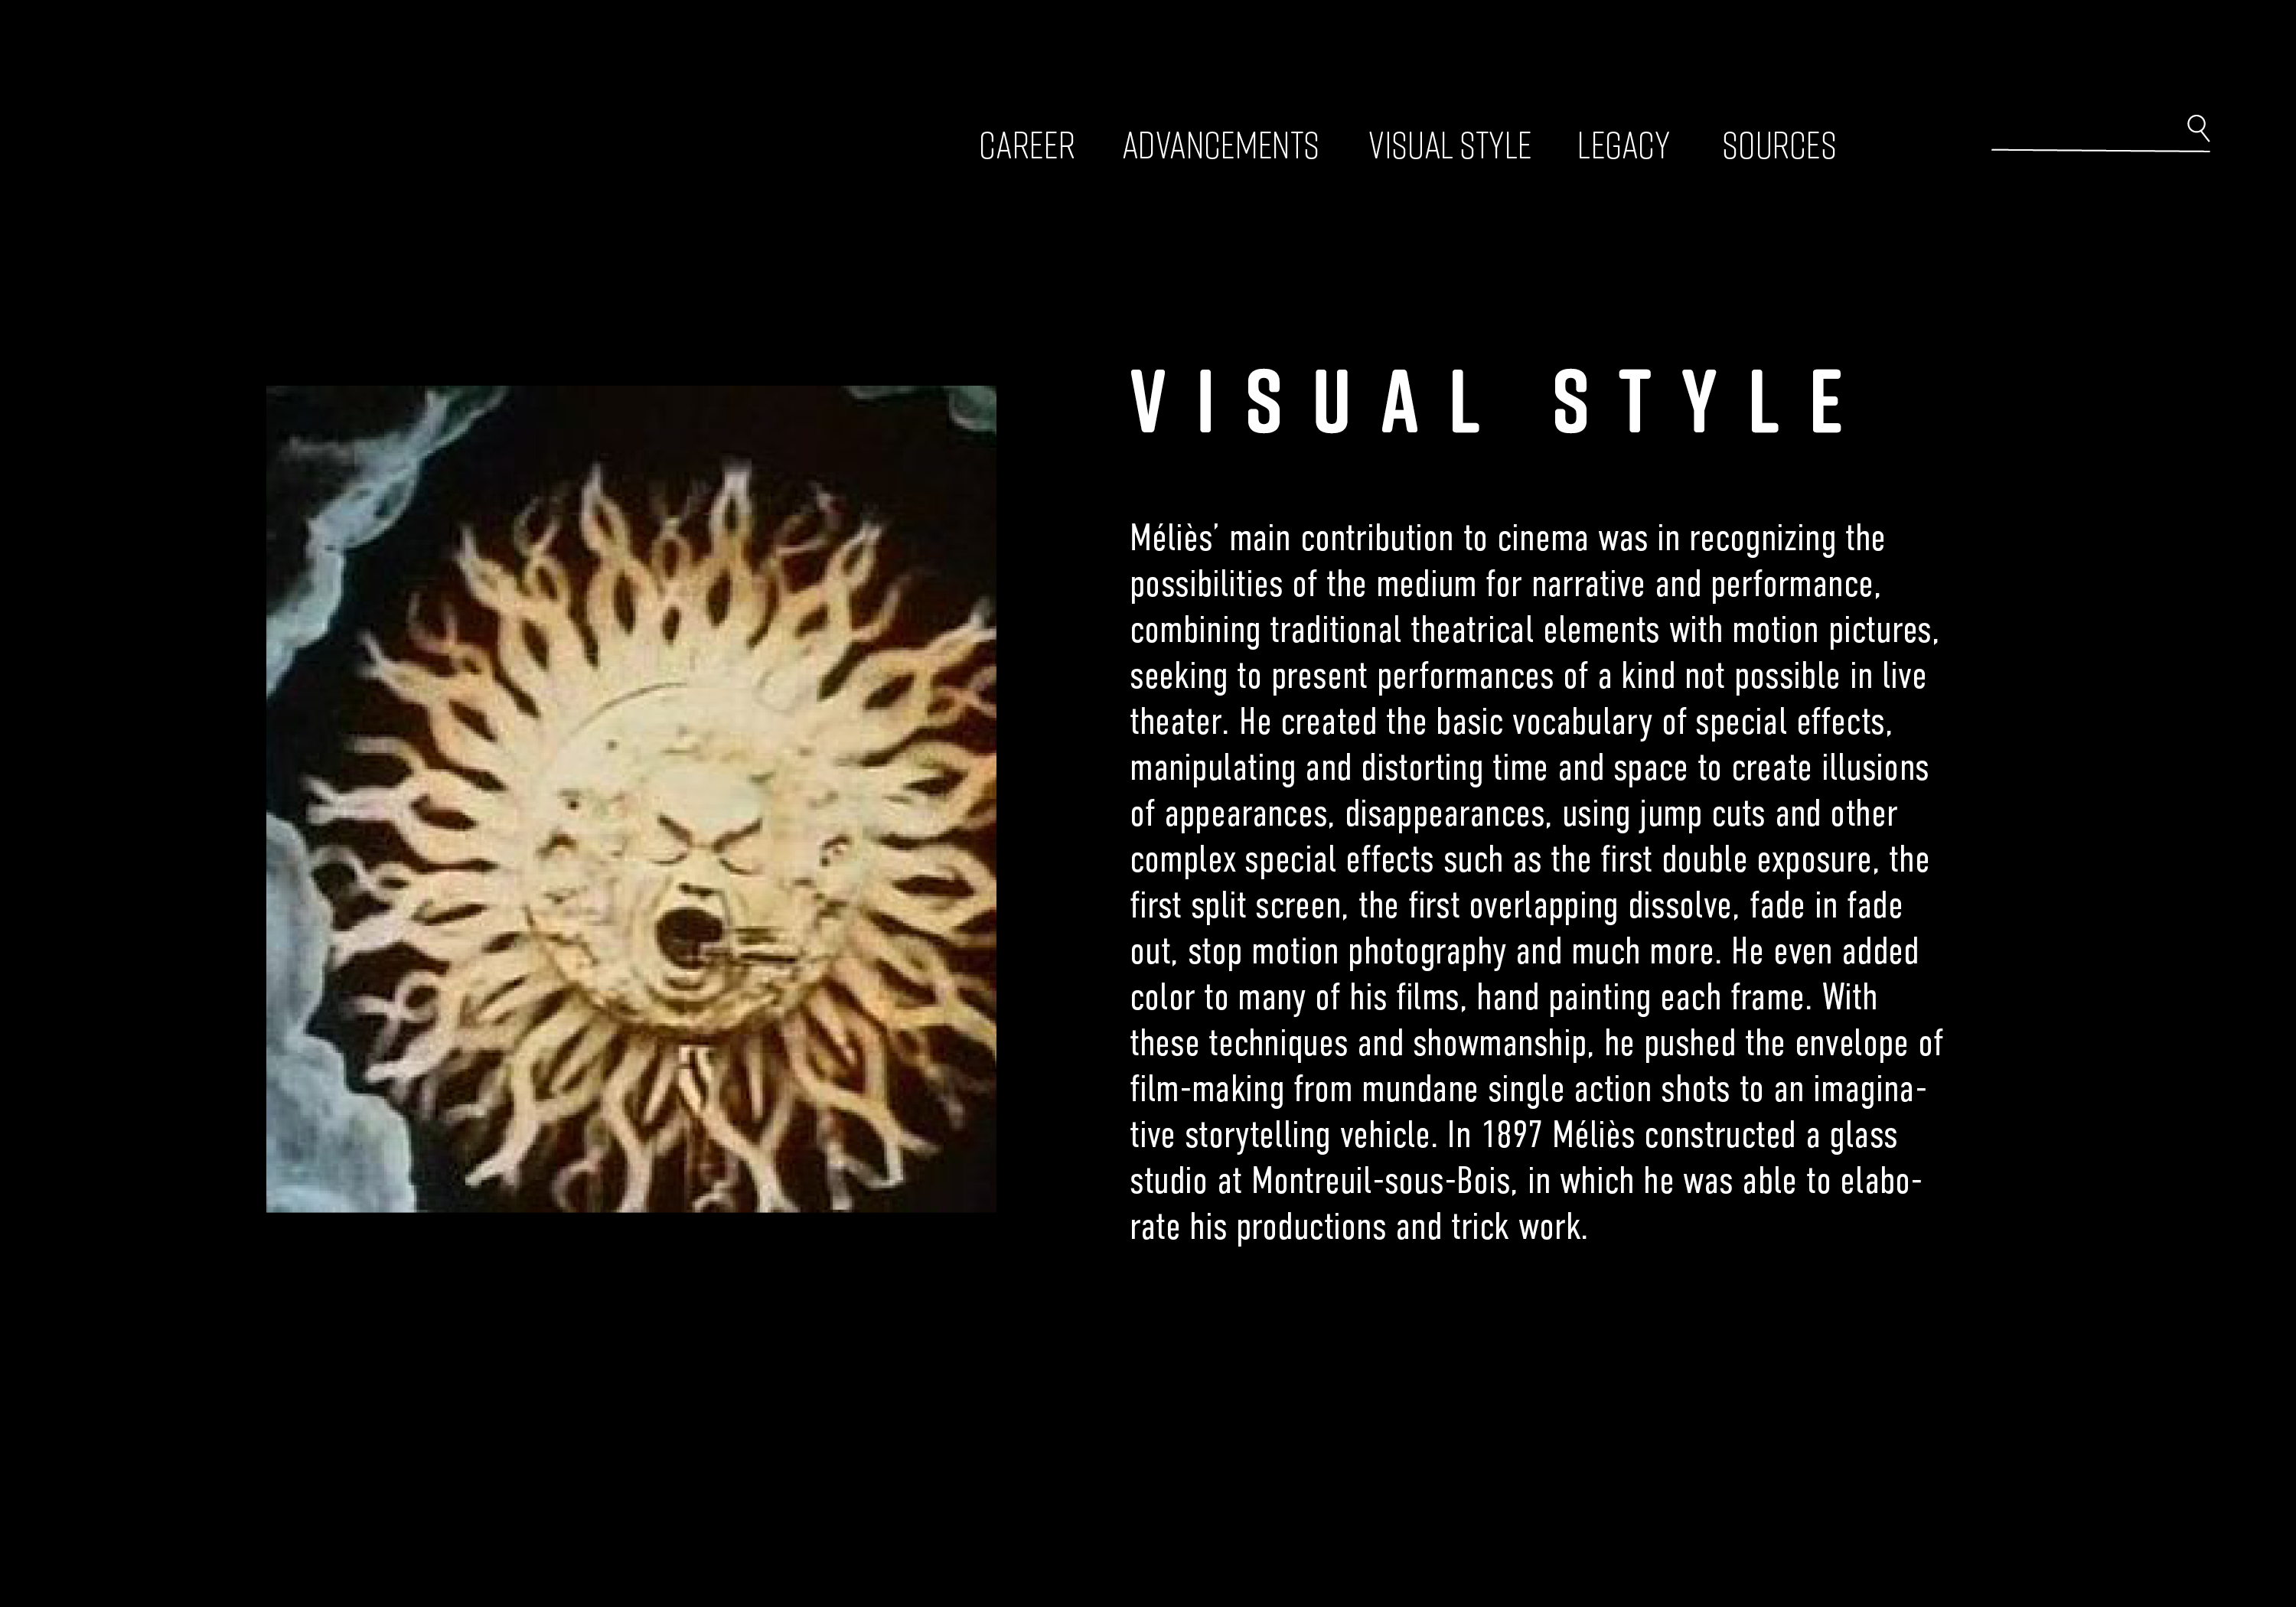 CAREER ADVANCEMENTS VISUAL STYLE LEGACY SOURCES
VISUAL STYLE
Méliès’ main contribution to cinema was in recognizing the
possibilities of the medium for narrative and performance,
combining traditional theatrical elements with motion pictures,
seeking to present performances of a kind not possible in live
theater. He created the basic vocabulary of special effects,
manipulating and distorting time and space to create illusions
of appearances, disappearances, using jump cuts and other
complex special effects such as the first double exposure, the
first split screen, the first overlapping dissolve, fade in fade
out, stop motion photography and much more. He even added
color to many of his films, hand painting each frame. With
these techniques and showmanship, he pushed the envelope of
film-making from mundane single action shots to an imagina-
tive storytelling vehicle. In 1897 Méliès constructed a glass
studio at Montreuil-sous-Bois, in which he was able to elabo-
rate his productions and trick work.